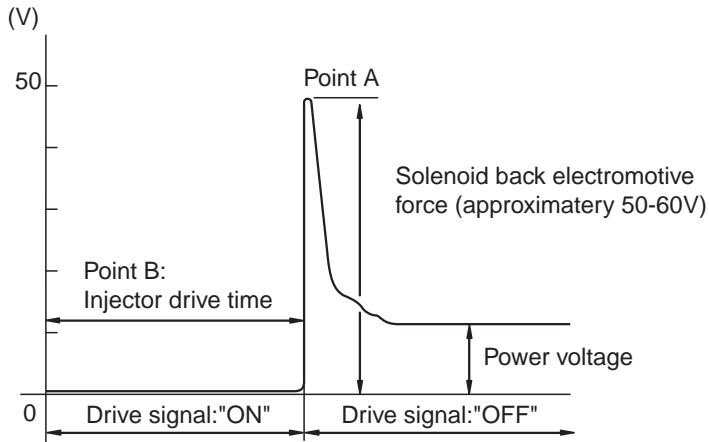 (V)
50
Point A
Solenoid back electromotive
force (approximatery 50-60V)
Point B:
Injector drive time
Power voltage
0
Drive signal:"ON"
Drive signal:"OFF"